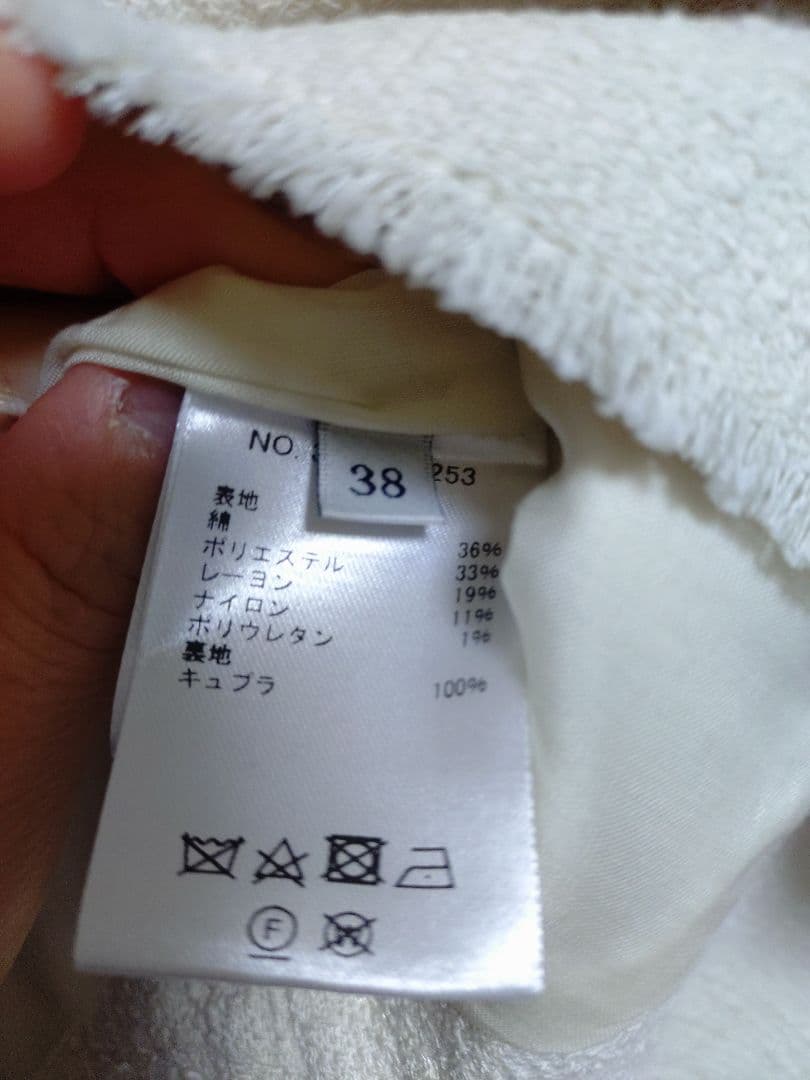 NO. 253
38
表地
綿 36%
ポリエステル 33%
レーヨン 19%
ナイロン 11%
ポリウレタン 1%
裏地
キュプラ 100%
F